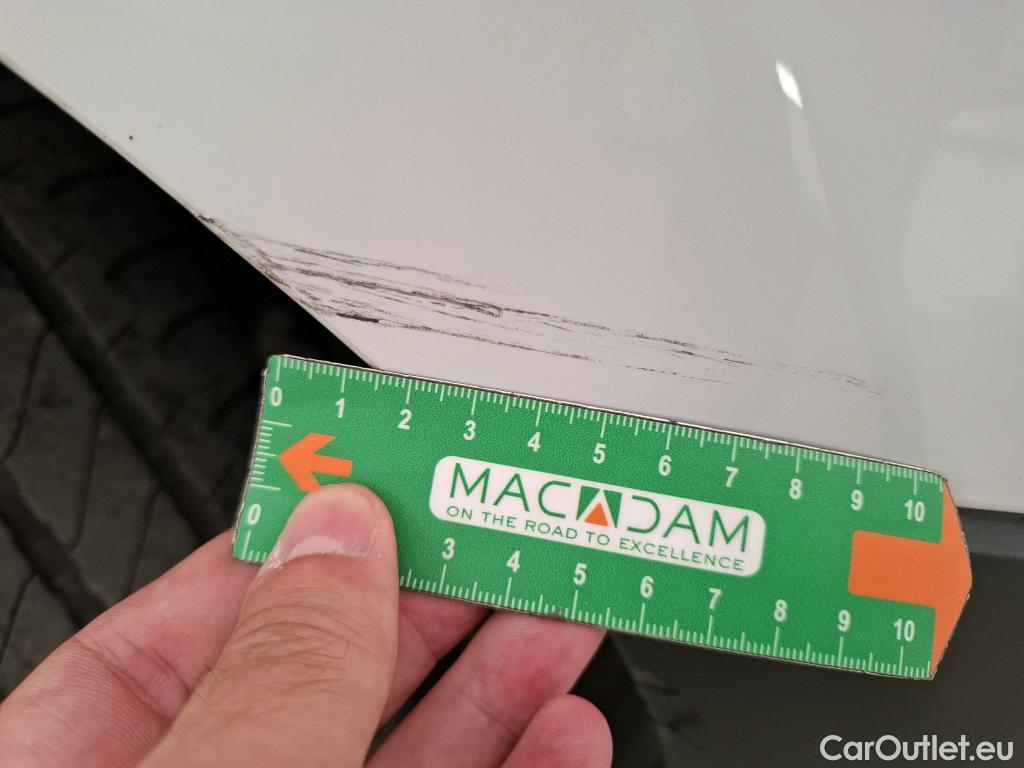 0 1 2 3 4 5 6 7 8 9 10
MACADAM
ON THE ROAD TO EXCELLENCE
0 3 4 5 6 7 8 9 10
CarOutlet.eu